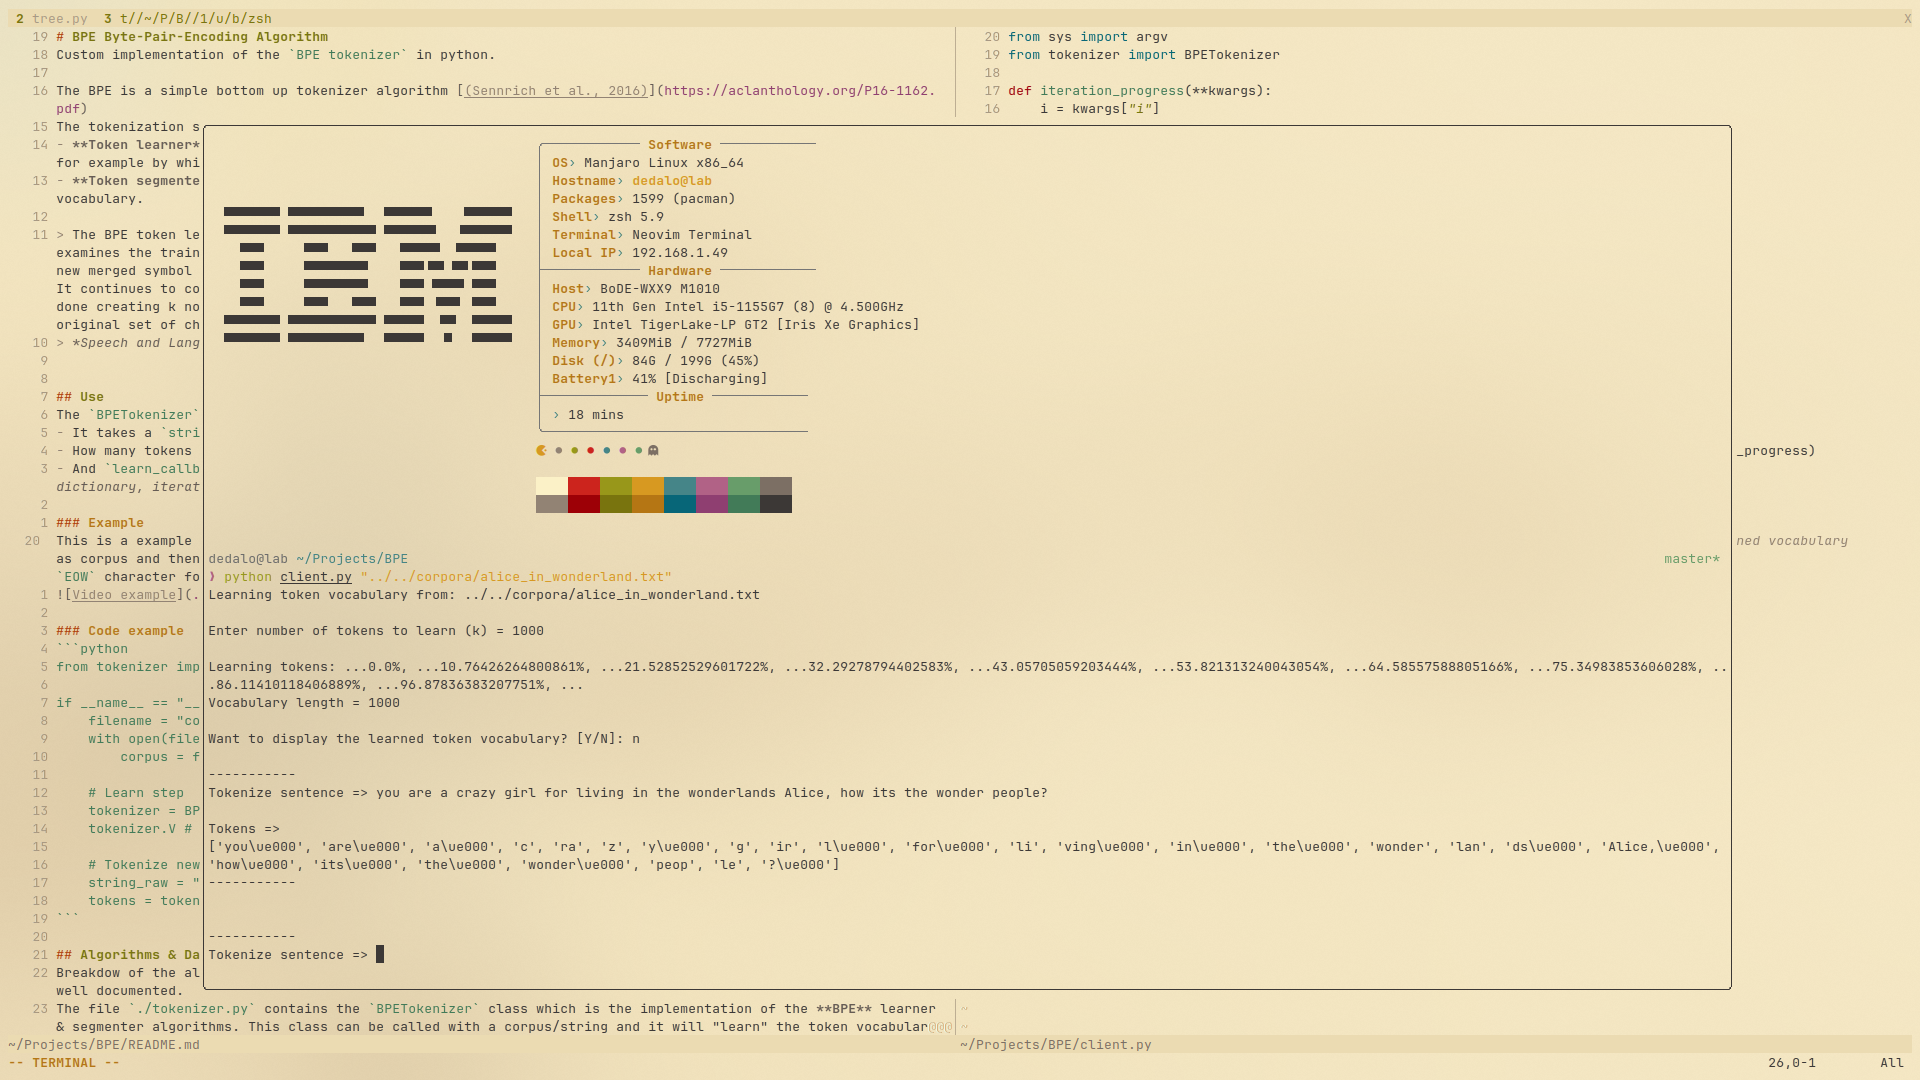 2 tree.py  3 t//~/P/B//1/u/b/zsh X
19 # BPE Byte-Pair-Encoding Algorithm
18 Custom implementation of the `BPE tokenizer` in python.
17
16 The BPE is a simple bottom up tokenizer algorithm [(Sennrich et al., 2016)](https://aclanthology.org/P16-1162.
pdf)
15 The tokenization s
14 - **Token learner*
for example by whi
13 - **Token segmente
vocabulary.
12
11 > The BPE token le
examines the train
new merged symbol
It continues to co
done creating k no
original set of ch
10 > *Speech and Lang
9
8
7 ## Use
6 The `BPETokenizer`
5 - It takes a `stri
4 - How many tokens
3 - And `learn_callb
dictionary, iterat
2
1 ### Example
20 This is a example
as corpus and then
`EOW` character fo
1 ![Video example](.
2
3 ### Code example
4 ```python
5 from tokenizer imp
6
7 if __name__ == "__
8     filename = "co
9     with open(file
10         corpus = f
11
12     # Learn step
13     tokenizer = BP
14     tokenizer.V #
15
16     # Tokenize new
17     string_raw = "
18     tokens = token
19 ```
20
21 ## Algorithms & Da
22 Breakdow of the al
well documented.
23 The file `./tokenizer.py` contains the `BPETokenizer` class which is the implementation of the **BPE** learner
& segmenter algorithms. This class can be called with a corpus/string and it will "learn" the token vocabular@@@
20 from sys import argv
19 from tokenizer import BPETokenizer
18
17 def iteration_progress(**kwargs):
16     i = kwargs["i"]
_progress)
ned vocabulary
~
~
IBM
Software
OS› Manjaro Linux x86_64
Hostname› dedalo@lab
Packages› 1599 (pacman)
Shell› zsh 5.9
Terminal› Neovim Terminal
Local IP› 192.168.1.49
Hardware
Host› BoDE-WXX9 M1010
CPU› 11th Gen Intel i5-1155G7 (8) @ 4.500GHz
GPU› Intel TigerLake-LP GT2 [Iris Xe Graphics]
Memory› 3409MiB / 7727MiB
Disk (/)› 84G / 199G (45%)
Battery1› 41% [Discharging]
Uptime
› 18 mins
dedalo@lab ~/Projects/BPE master*
❯ python client.py "../../corpora/alice_in_wonderland.txt"
Learning token vocabulary from: ../../corpora/alice_in_wonderland.txt
Enter number of tokens to learn (k) = 1000
Learning tokens: ...0.0%, ...10.76426264800861%, ...21.52852529601722%, ...32.29278794402583%, ...43.05705059203444%, ...53.821313240043054%, ...64.58557588805166%, ...75.34983853606028%, ..
.86.11410118406889%, ...96.87836383207751%, ...
Vocabulary length = 1000
Want to display the learned token vocabulary? [Y/N]: n
-----------
Tokenize sentence => you are a crazy girl for living in the wonderlands Alice, how its the wonder people?
Tokens =>
['you\ue000', 'are\ue000', 'a\ue000', 'c', 'ra', 'z', 'y\ue000', 'g', 'ir', 'l\ue000', 'for\ue000', 'li', 'ving\ue000', 'in\ue000', 'the\ue000', 'wonder', 'lan', 'ds\ue000', 'Alice,\ue000',
'how\ue000', 'its\ue000', 'the\ue000', 'wonder\ue000', 'peop', 'le', '?\ue000']
-----------
-----------
Tokenize sentence =>
~/Projects/BPE/README.md ~/Projects/BPE/client.py
-- TERMINAL -- 26,0-1 All